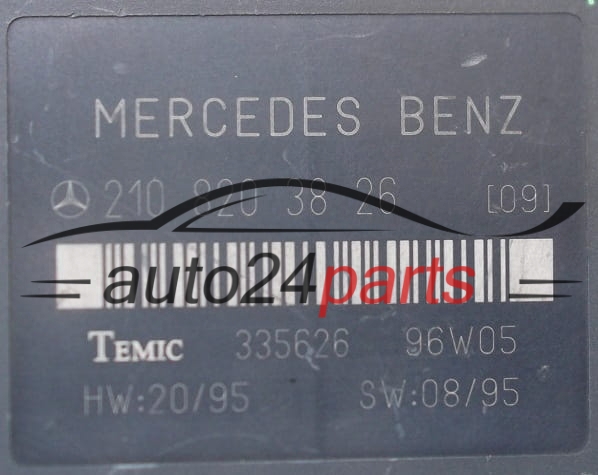 MERCEDES BENZ
210 820 38 26 [09]
auto24parts
TEMIC 335626 96W05
HW:20/95 SW:08/95